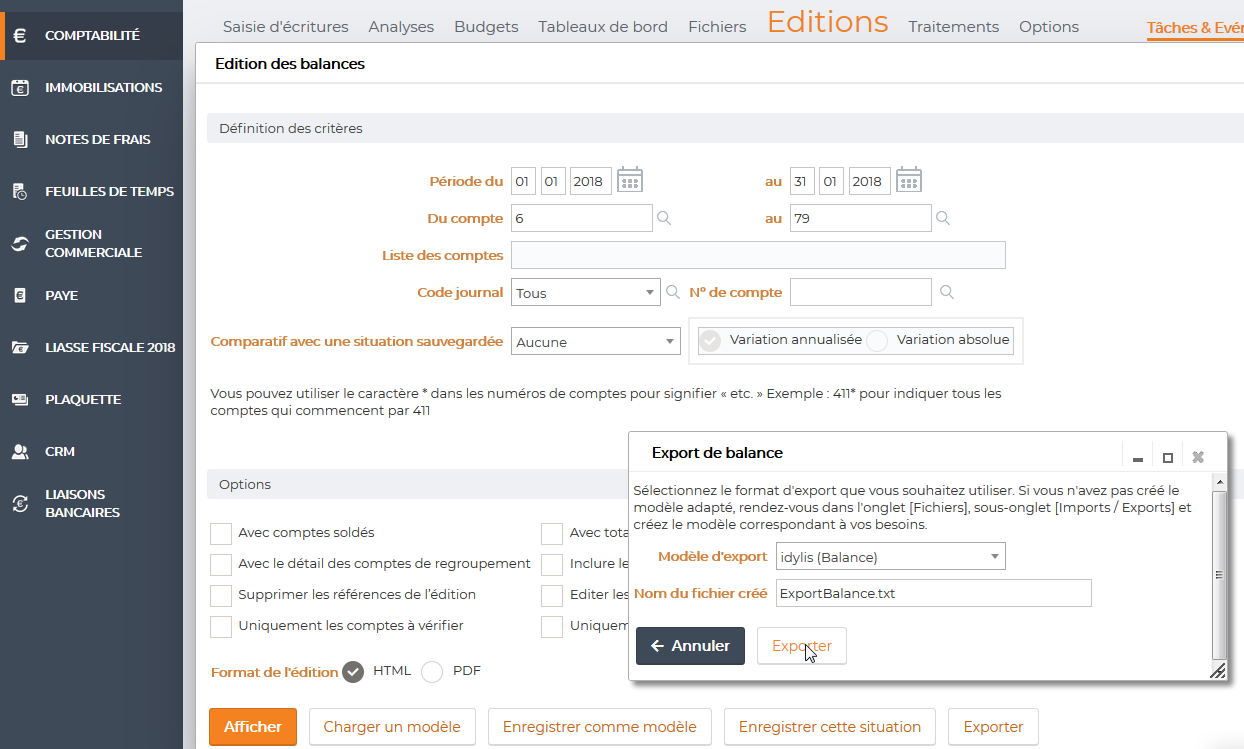 COMPTABILITÉ
IMMOBILISATIONS
NOTES DE FRAIS
FEUILLES DE TEMPS
GESTION
COMMERCIALE
PAYE
LIASSE FISCALE 2018
PLAQUETTE
CRM
LIAISONS
BANCAIRES
Saisie d'écritures Analyses Budgets Tableaux de bord Fichiers Editions Traitements Options Tâches & Evén
Edition des balances
Définition des critères
Période du 01 01 2018 au 31 01 2018
Du compte 6 au 79
Liste des comptes
Code journal Tous N° de compte
Comparatif avec une situation sauvegardée Aucune Variation annualisée Variation absolue
Vous pouvez utiliser le caractère * dans les numéros de comptes pour signifier « etc. » Exemple : 411* pour indiquer tous les
comptes qui commencent par 411
Options
Avec comptes soldés Avec tota
Avec le détail des comptes de regroupement Inclure le
Supprimer les références de l'édition Editer les
Uniquement les comptes à vérifier Uniquem
Format de l'édition HTML PDF
Afficher Charger un modèle Enregistrer comme modèle Enregistrer cette situation Exporter
Export de balance
Sélectionnez le format d'export que vous souhaitez utiliser. Si vous n'avez pas créé le
modèle adapté, rendez-vous dans l'onglet [Fichiers], sous-onglet [Imports / Exports] et
créez le modèle correspondant à vos besoins.
Modèle d'export idylis (Balance)
Nom du fichier créé ExportBalance.txt
Annuler Exporter